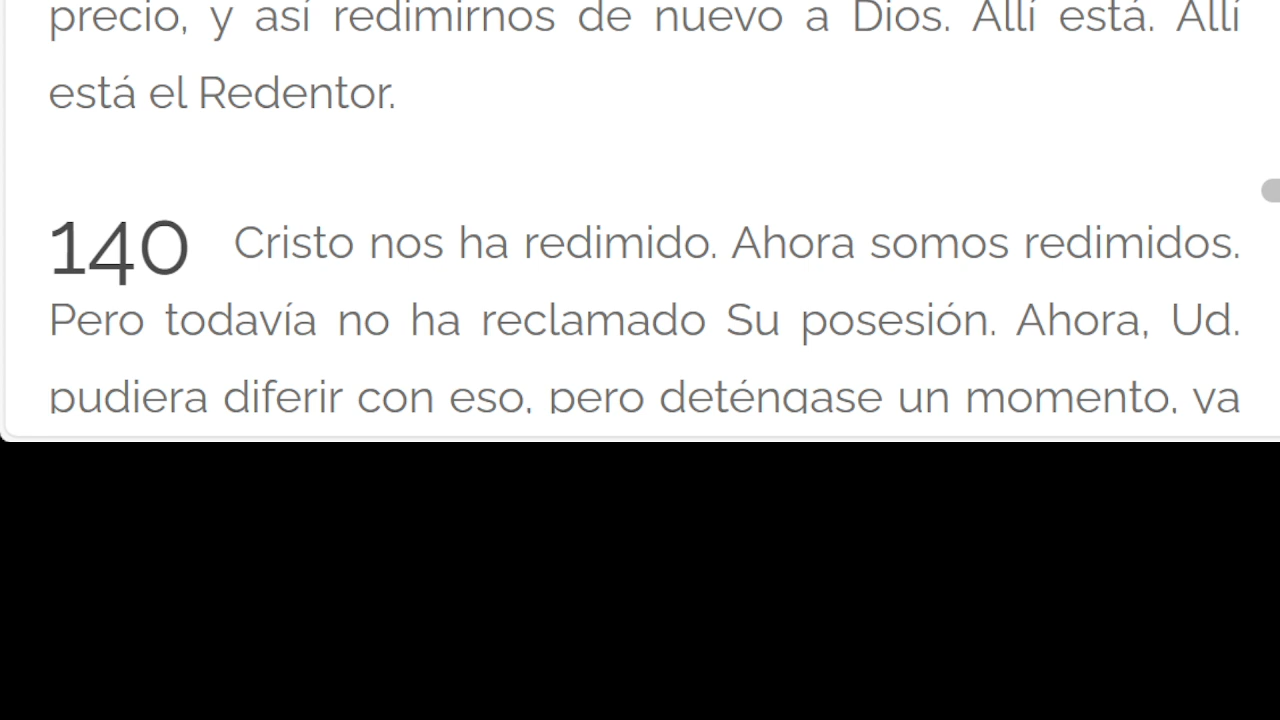 precio, y así redimirnos de nuevo a Dios. Allí está. Allí
está el Redentor.
140 Cristo nos ha redimido. Ahora somos redimidos.
Pero todavía no ha reclamado Su posesión. Ahora, Ud.
pudiera diferir con eso, pero deténgase un momento, va